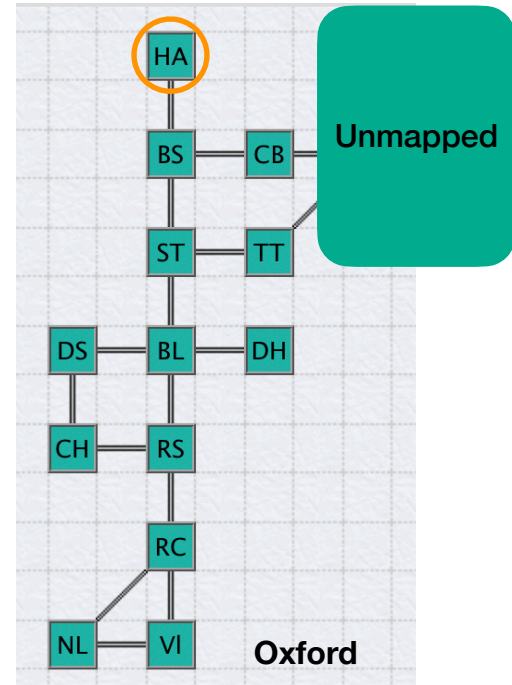 HA
Unmapped
BS CB
ST TT
DS BL DH
CH RS
RC
NL VI
Oxford